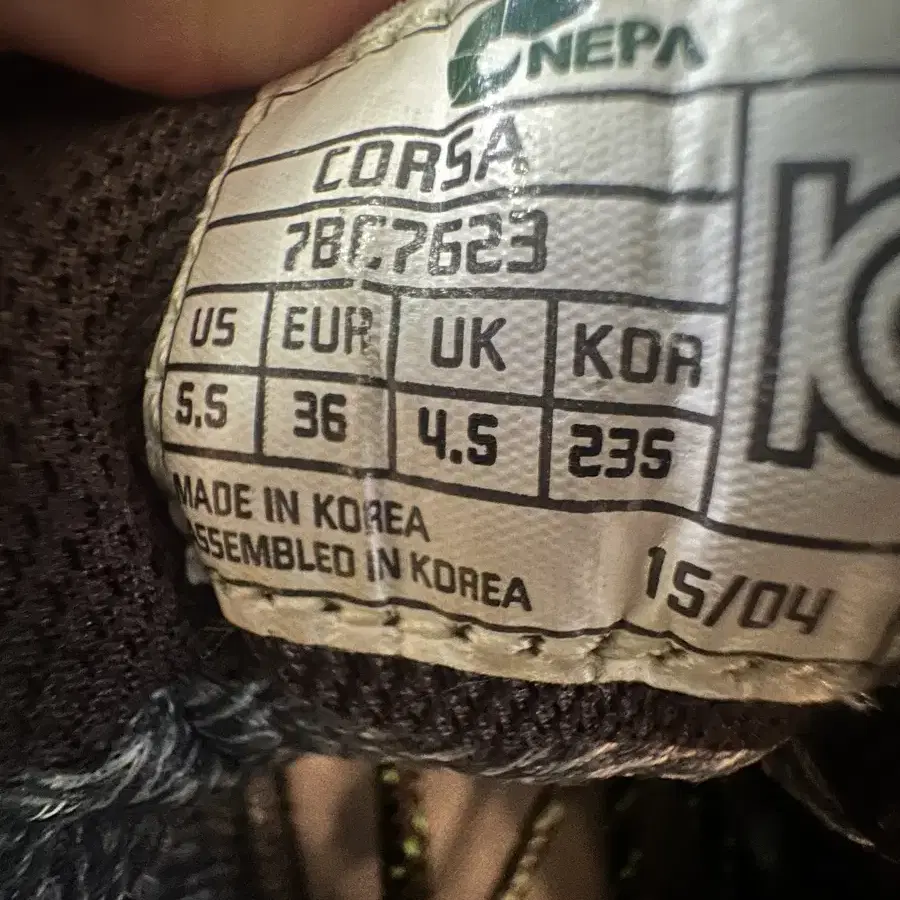 NEPA
CORSA
7BC7623
US EUR UK KOR
5.5 36 4.5 235
MADE IN KOREA
ASSEMBLED IN KOREA
15/04